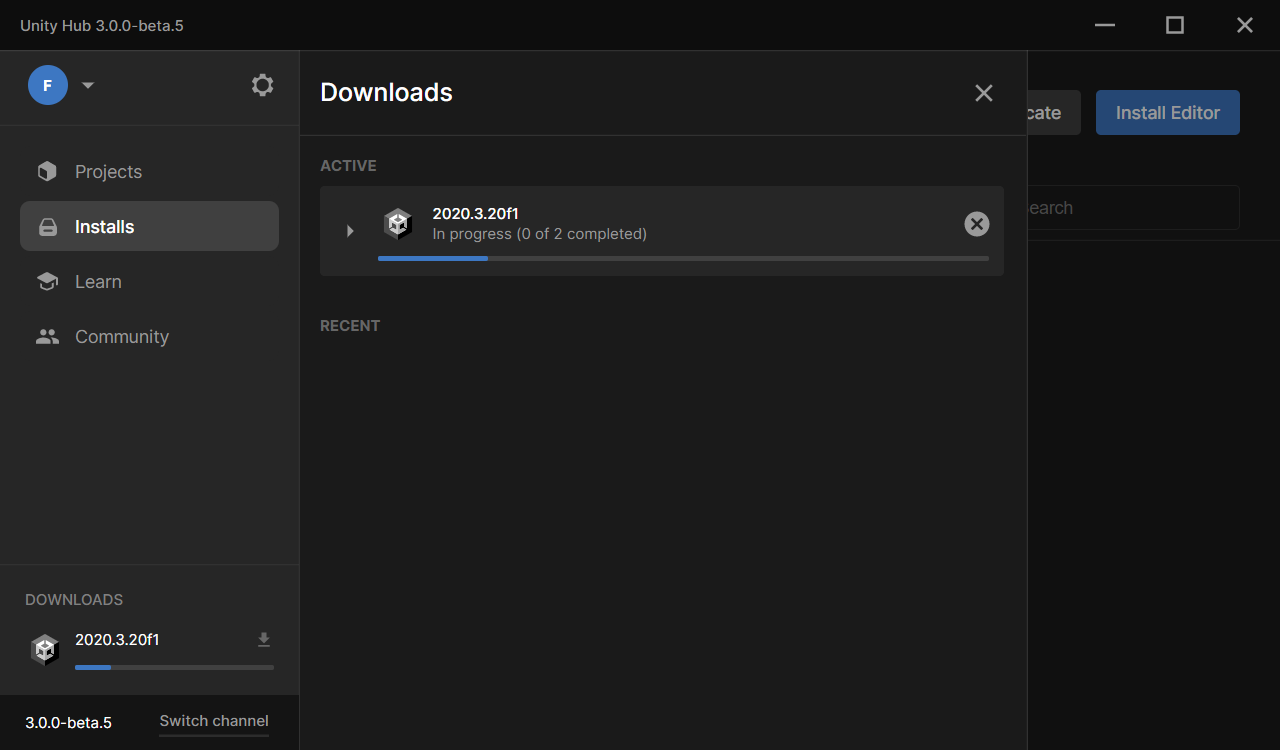 Unity Hub 3.0.0-beta.5
F
Downloads
cate
Install Editor
ACTIVE
Projects
earch
2020.3.20f1
Installs
In progress (0 of 2 completed)
Learn
RECENT
Community
DOWNLOADS
2020.3.20f1
3.0.0-beta.5
Switch channel